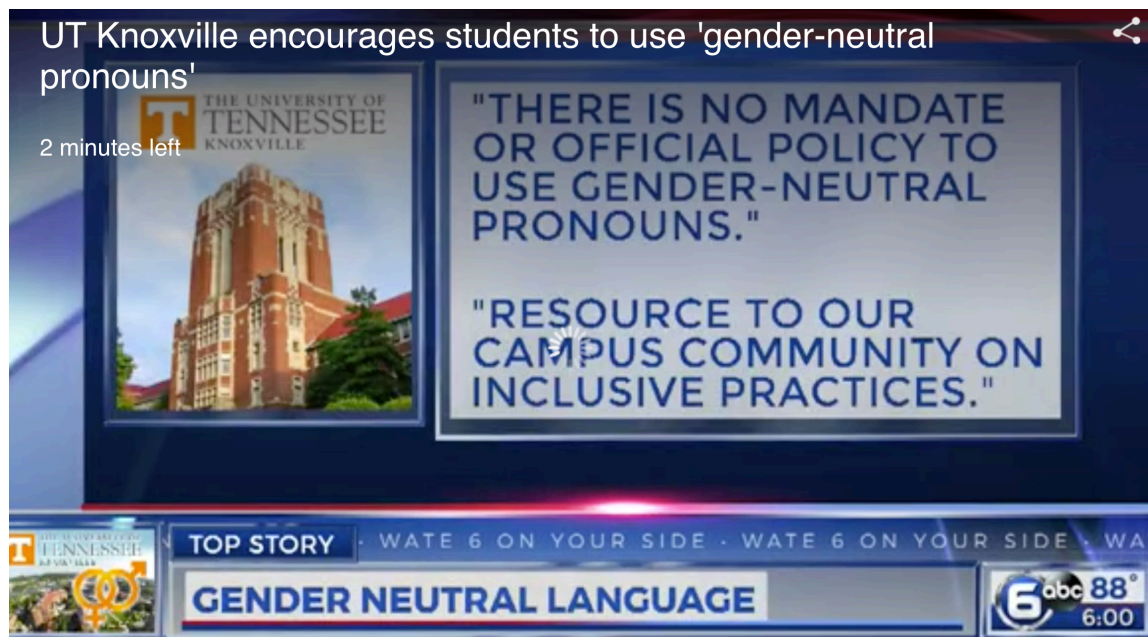 UT Knoxville encourages students to use 'gender-neutral
pronouns'
2 minutes left
T
THE UNIVERSITY OF
TENNESSEE
KNOXVILLE
"THERE IS NO MANDATE
OR OFFICIAL POLICY TO
USE GENDER-NEUTRAL
PRONOUNS."
"RESOURCE TO OUR
CAMPUS COMMUNITY ON
INCLUSIVE PRACTICES."
T
TENNESSEE
TOP STORY
· WATE 6 ON YOUR SIDE · WATE 6 ON YOUR SIDE · WA
GENDER NEUTRAL LANGUAGE
6 abc 88°
6:00